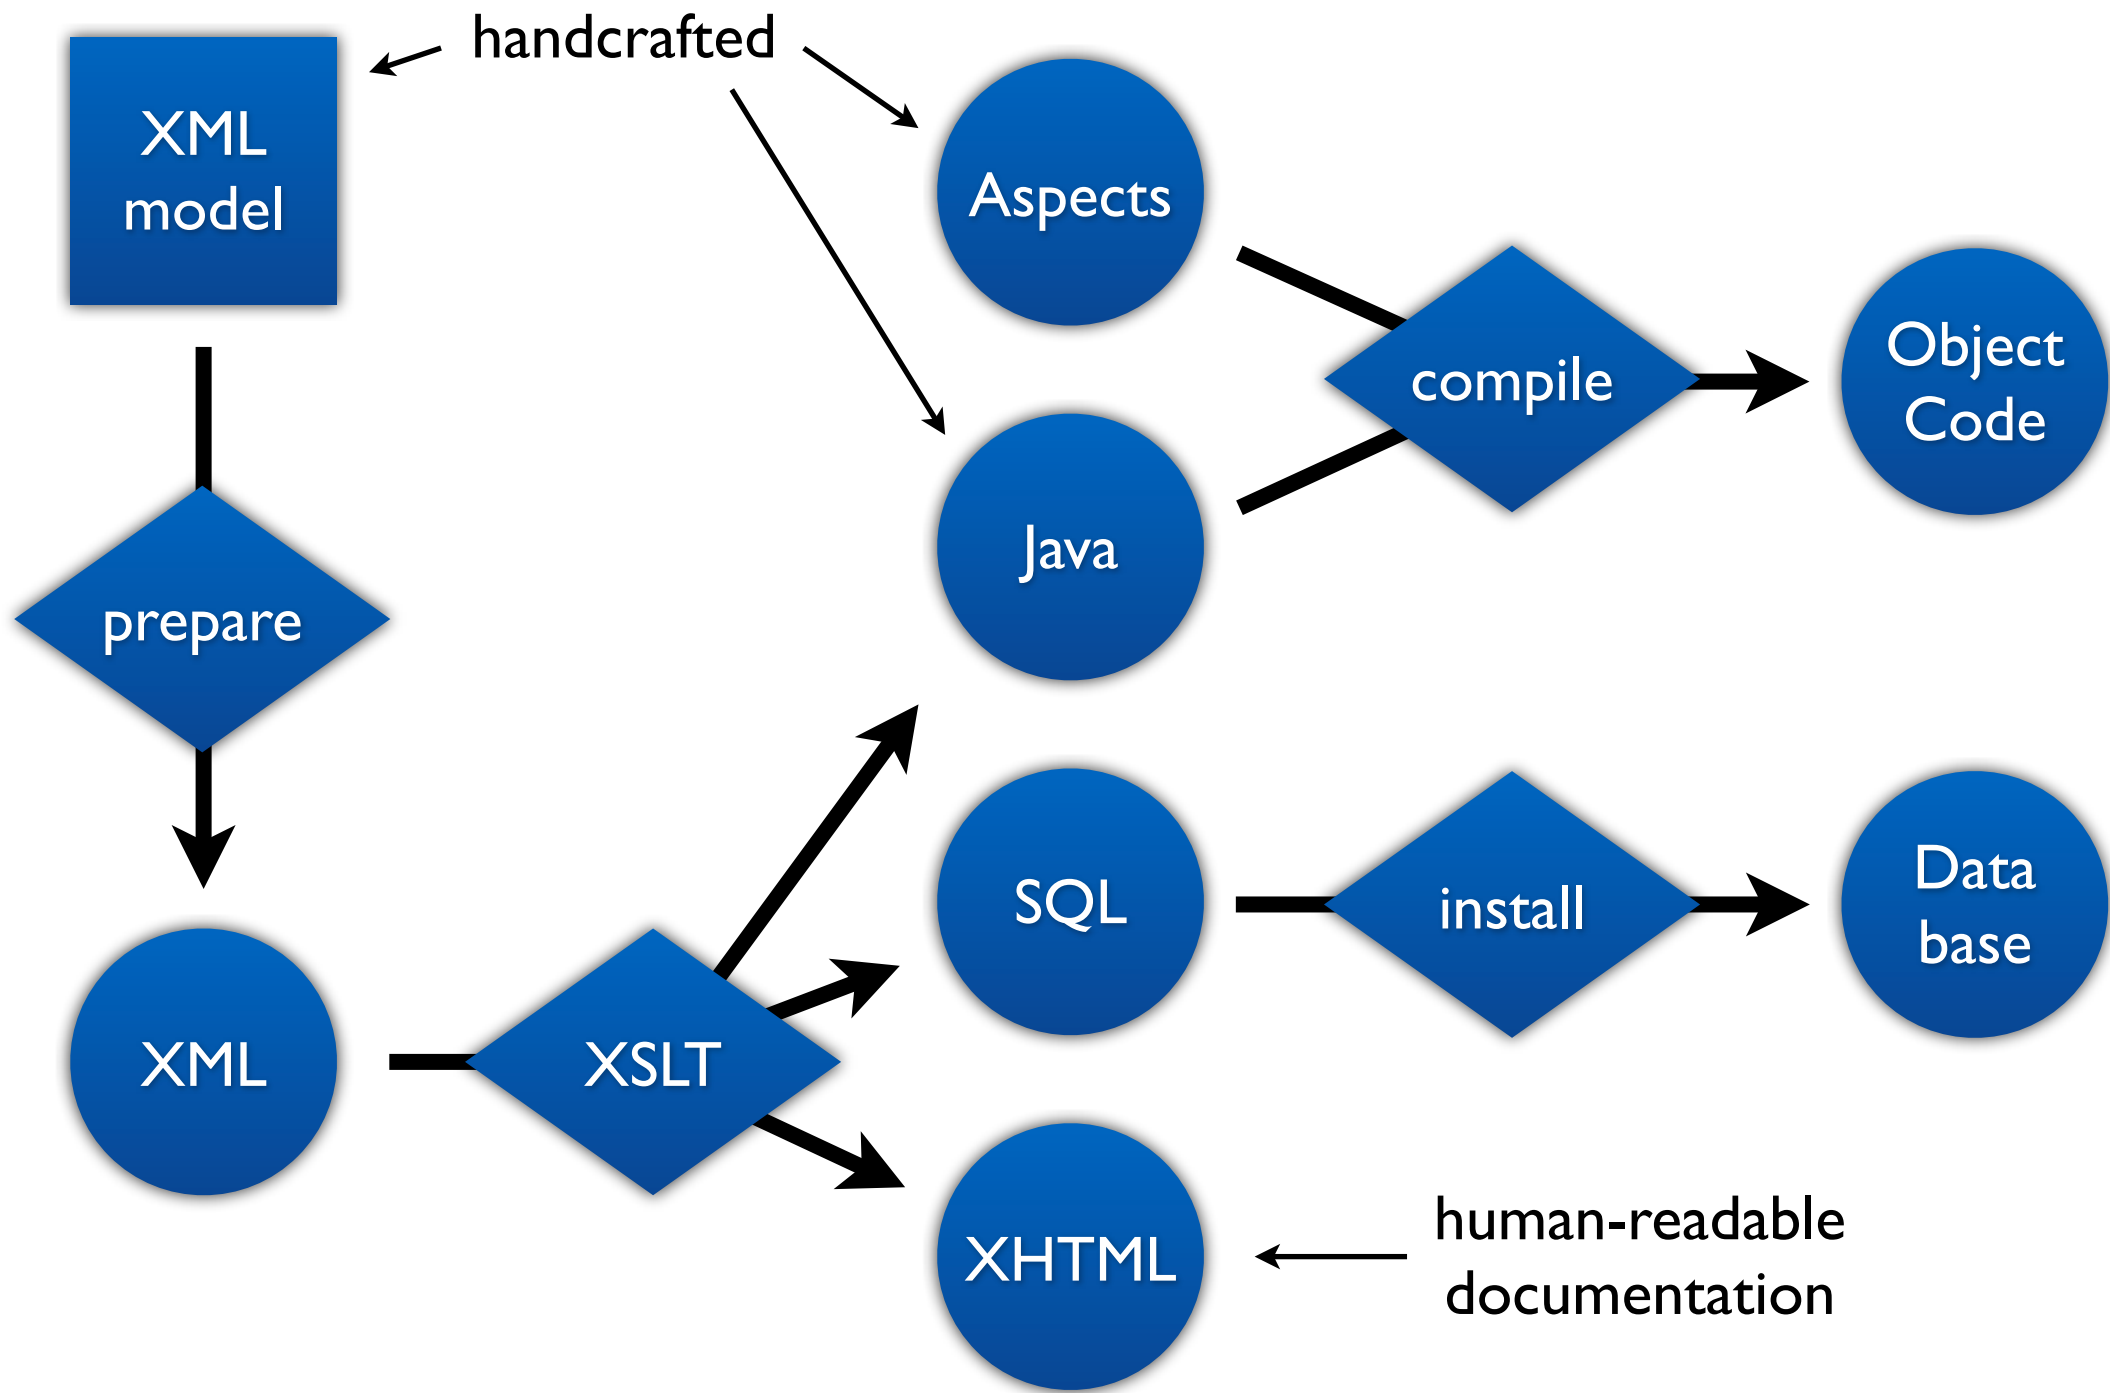 handcrafted
XML
model
Aspects
compile
Object
Code
Java
prepare
SQL
install
Data
base
XML
XSLT
XHTML
human-readable
documentation